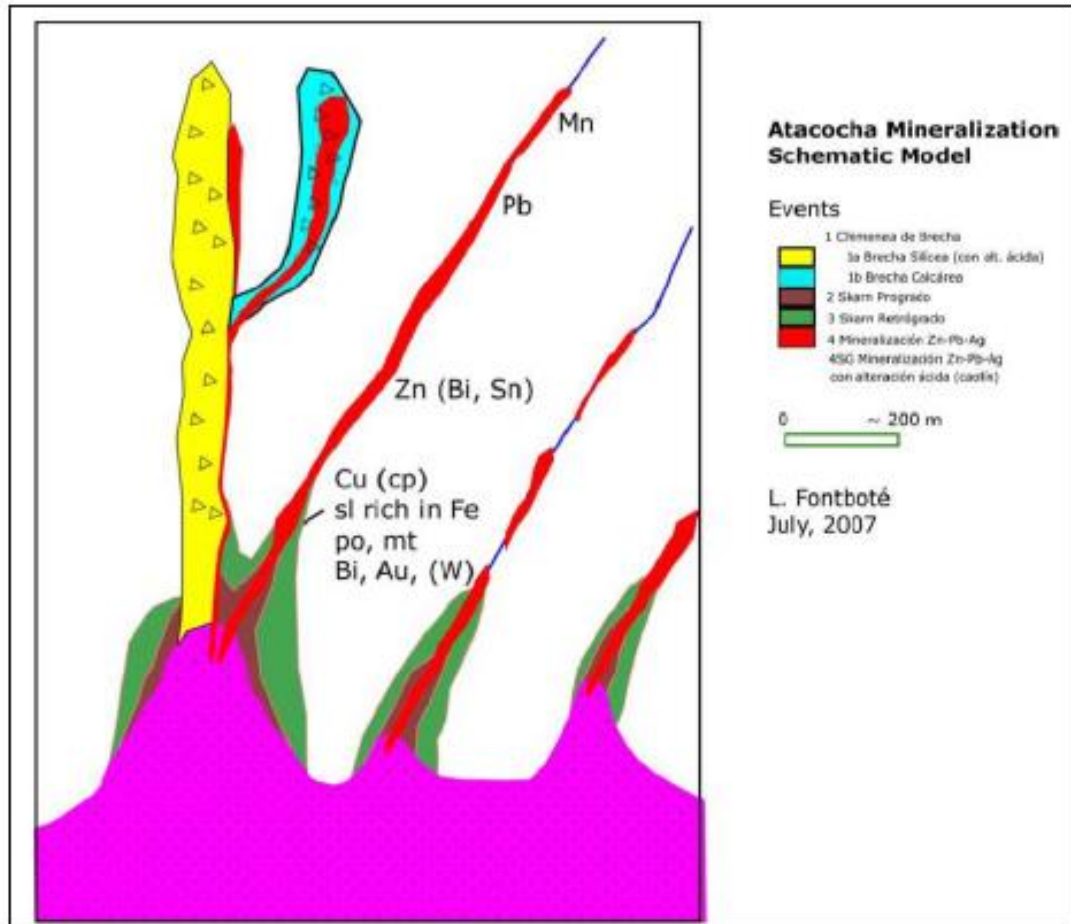 Mn
Pb
Zn (Bi, Sn)
Cu (cp)
sl rich in Fe
po, mt
Bi, Au, (W)
Atacocha Mineralization
Schematic Model
Events
1 Chimenea de Brecha
1a Brecha Silícea (con alt. ácida)
1b Brecha Calcárea
2 Skarn Progrado
3 Skarn Retrógrado
4 Mineralización Zn-Pb-Ag
4SG Mineralización Zn-Pb-Ag
con alteración ácida (caolín)
0 ~ 200 m
L. Fontboté
July, 2007